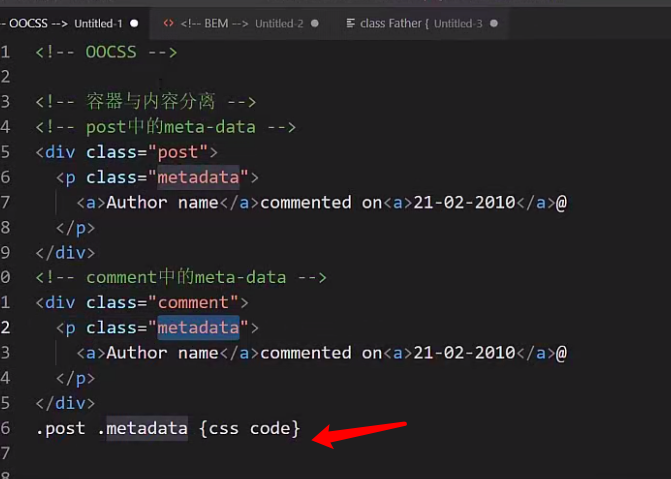 OOCSS --> Untitled-1 <!-- BEM --> Untitled-2 class Father { Untitled-3
1 <!-- OOCSS -->
2
3 <!-- 容器与内容分离 -->
4 <!-- post中的meta-data -->
5 <div class="post">
6 <p class="metadata">
7 <a>Author name</a>commented on<a>21-02-2010</a>@
8 </p>
9 </div>
0 <!-- comment中的meta-data -->
1 <div class="comment">
2 <p class="metadata">
3 <a>Author name</a>commented on<a>21-02-2010</a>@
4 </p>
5 </div>
6 .post .metadata {css code}
7
8